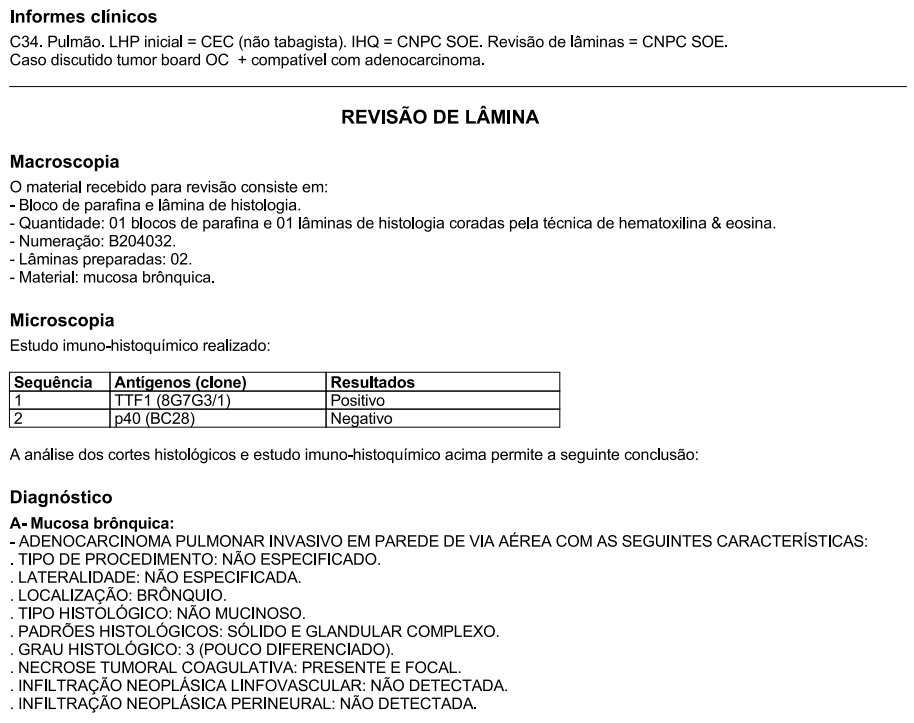 Informes clínicos
C34. Pulmão. LHP inicial = CEC (não tabagista). IHQ = CNPC SOE. Revisão de lâminas = CNPC SOE.
Caso discutido tumor board OC + compatível com adenocarcinoma.
REVISÃO DE LÂMINA
Macroscopia
O material recebido para revisão consiste em:
- Bloco de parafina e lâmina de histologia.
- Quantidade: 01 blocos de parafina e 01 lâminas de histologia coradas pela técnica de hematoxilina & eosina.
- Numeração: B204032.
- Lâminas preparadas: 02.
- Material: mucosa brônquica.
Microscopia
Estudo imuno-histoquímico realizado:
Sequência Antígenos (clone) Resultados
1 TTF1 (8G7G3/1) Positivo
2 p40 (BC28) Negativo
A análise dos cortes histológicos e estudo imuno-histoquímico acima permite a seguinte conclusão:
Diagnóstico
A- Mucosa brônquica:
- ADENOCARCINOMA PULMONAR INVASIVO EM PAREDE DE VIA AÉREA COM AS SEGUINTES CARACTERÍSTICAS:
. TIPO DE PROCEDIMENTO: NÃO ESPECIFICADO.
. LATERALIDADE: NÃO ESPECIFICADA.
. LOCALIZAÇÃO: BRÔNQUIO.
. TIPO HISTOLÓGICO: NÃO MUCINOSO.
. PADRÕES HISTOLÓGICOS: SÓLIDO E GLANDULAR COMPLEXO.
. GRAU HISTOLÓGICO: 3 (POUCO DIFERENCIADO).
. NECROSE TUMORAL COAGULATIVA: PRESENTE E FOCAL.
. INFILTRAÇÃO NEOPLÁSICA LINFOVASCULAR: NÃO DETECTADA.
. INFILTRAÇÃO NEOPLÁSICA PERINEURAL: NÃO DETECTADA.